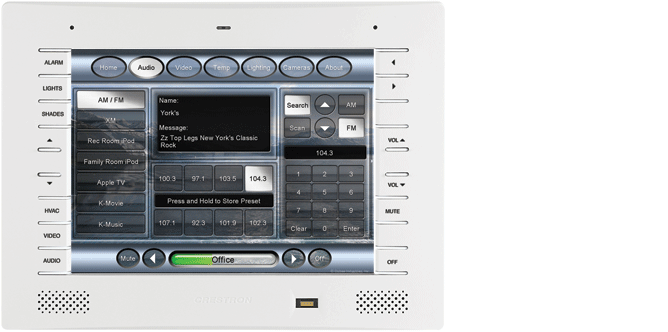 ALARM
LIGHTS
SHADES
HVAC
VIDEO
AUDIO
Home
Audio
Video
Temp
Lighting
Cameras
About
AM / FM
XM
Rec Room iPod
Family Room iPod
Apple TV
K-Movie
K-Music
Name:
York's
Message:
Zz Top Legs New York's Classic
Rock
100.3
97.1
103.5
104.3
Press and Hold to Store Preset
107.1
92.3
101.9
102.3
Search
AM
Scan
FM
104.3
1
2
3
4
5
6
7
8
9
Clear
0
Enter
Mute
Office
Off
VOL
VOL
MUTE
OFF
CRESTRON